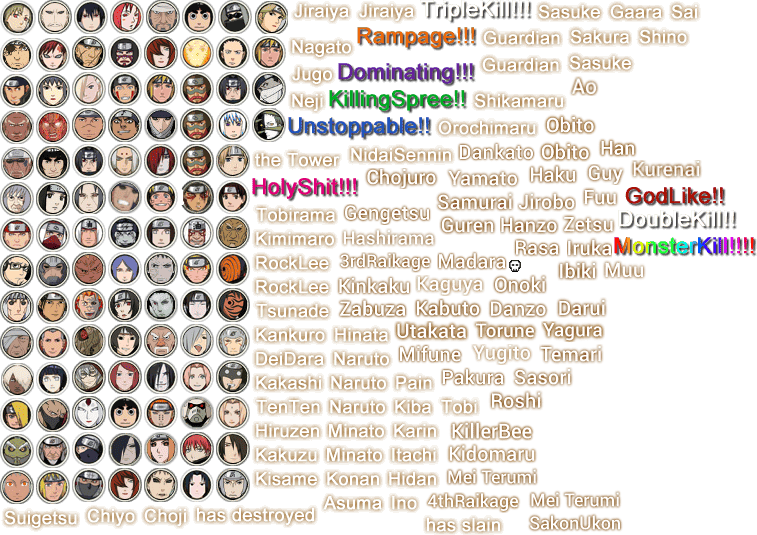 Jiraiya Jiraiya TripleKill!!! Sasuke Gaara Sai
Nagato Rampage!!! Guardian Sakura Shino
Jugo Dominating!!! Guardian Sasuke
Neji KillingSpree!! Shikamaru Ao
Unstoppable!! Orochimaru Obito
the Tower NidaiSennin Dankato Obito Han
HolyShit!!! Chojuro Yamato Haku Guy Kurenai
Tobirama Gengetsu Samurai Jirobo Fuu GodLike!!
Guren Hanzo Zetsu DoubleKill!!
Kimimaro Hashirama Rasa Iruka MonsterKill!!!!
RockLee 3rdRaikage Madara Ibiki Muu
RockLee Kinkaku Kaguya Onoki
Tsunade Zabuza Kabuto Danzo Darui
Kankuro Hinata Utakata Torune Yagura
DeiDara Naruto Mifune Yugito Temari
Kakashi Naruto Pain Pakura Sasori
TenTen Naruto Kiba Tobi Roshi
Hiruzen Minato Karin KillerBee
Kakuzu Minato Itachi Kidomaru
Kisame Konan Hidan Mei Terumi
Asuma Ino 4thRaikage Mei Terumi
Suigetsu Chiyo Choji has destroyed
has slain SakonUkon